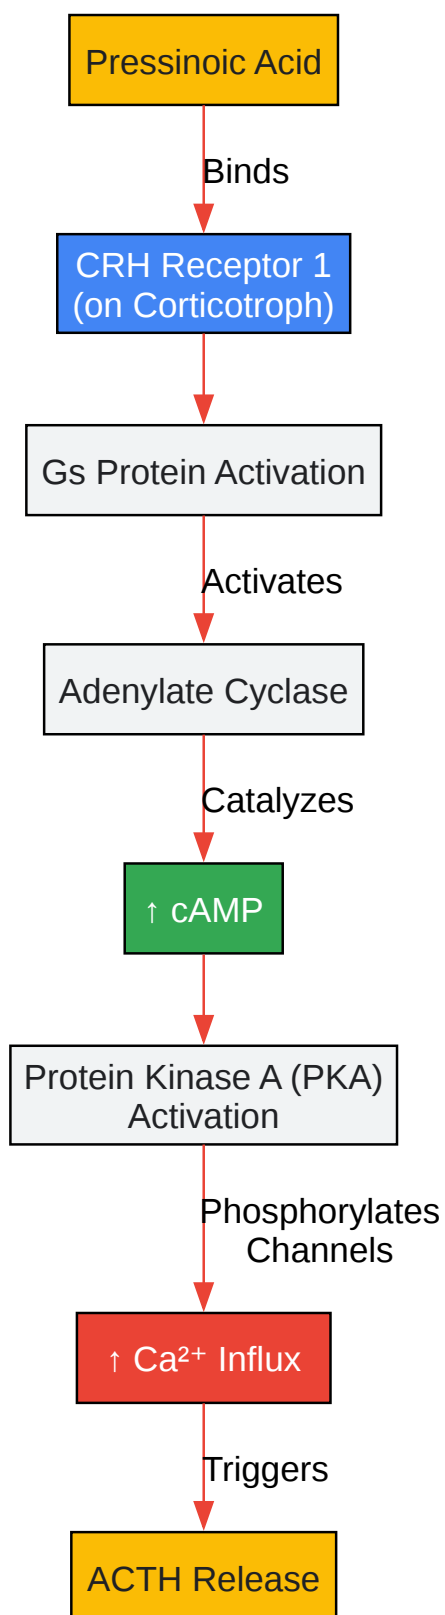 Pressinoic Acid
Binds
CRH Receptor 1
(on Corticotroph)
Gs Protein Activation
Activates
Adenylate Cyclase
Catalyzes
↑ cAMP
Protein Kinase A (PKA)
Activation
Phosphorylates
Channels
↑ Ca²⁺ Influx
Triggers
ACTH Release